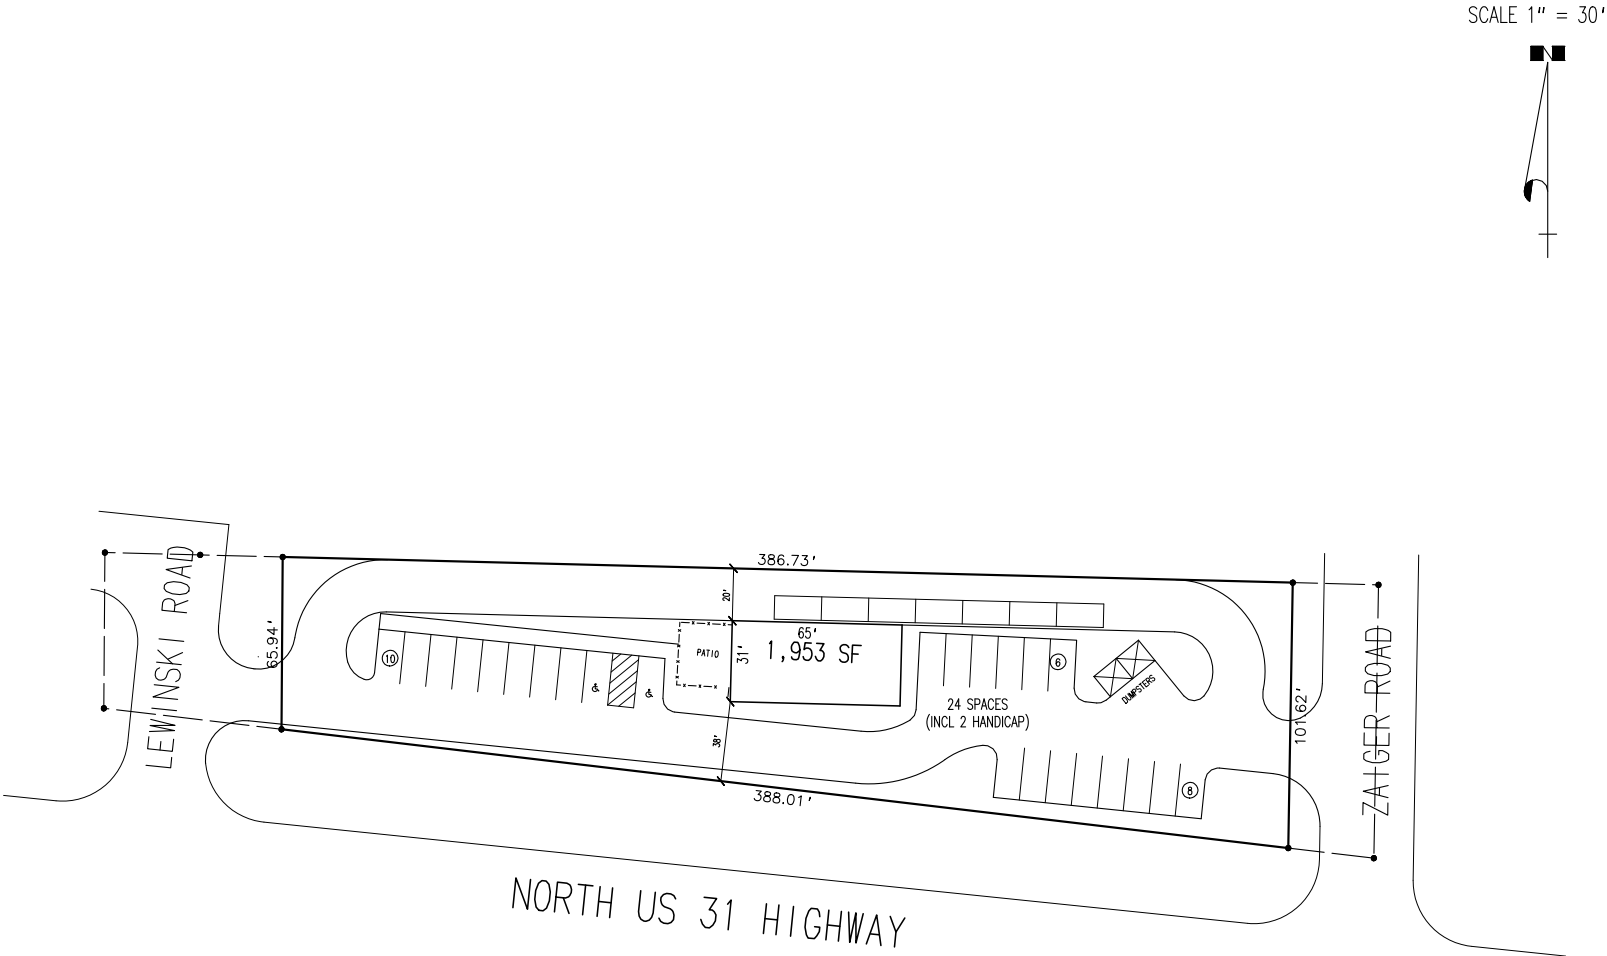 SCALE 1" = 30'
N
LEWINSKI ROAD
65.94'
386.73'
20'
65'
1,953 SF
31'
PATIO
10
6
DUMPSTERS
24 SPACES
(INCL 2 HANDICAP)
38'
8
101.62'
ZAIGER ROAD
388.01'
NORTH US 31 HIGHWAY